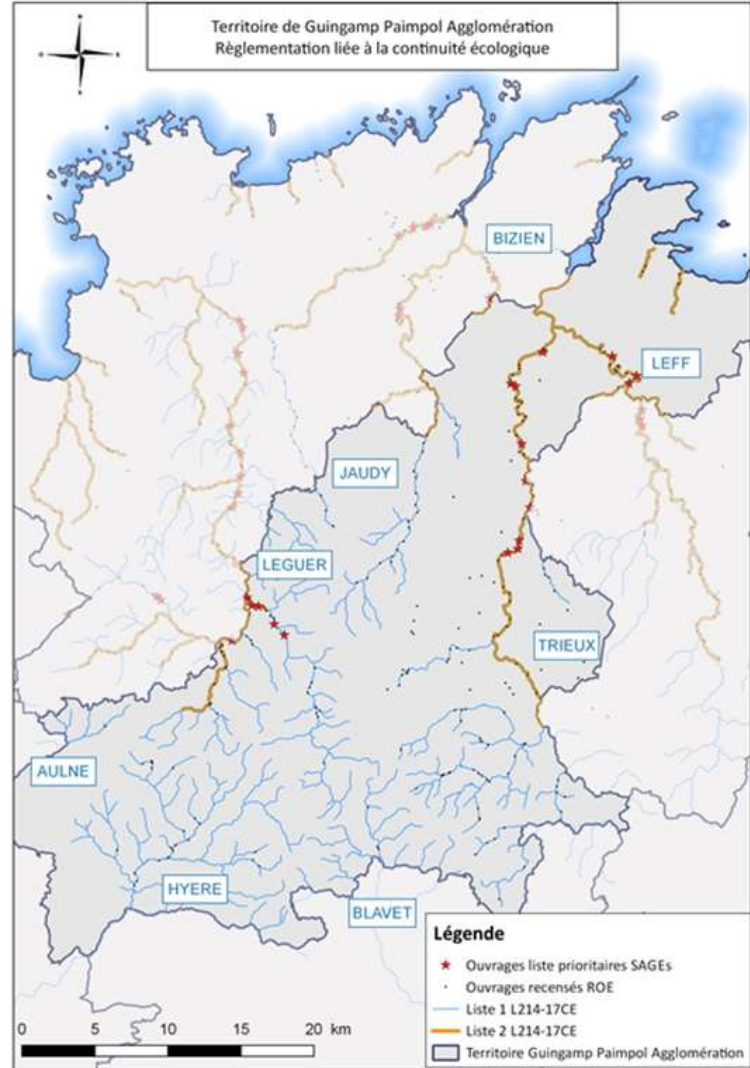 Territoire de Guingamp Paimpol Agglomération
Règlementation liée à la continuité écologique
BIZIEN
LEFF
JAUDY
LEGUER
TRIEUX
AULNE
HYERE
BLAVET
Légende
Ouvrages liste prioritaires SAGEs
Ouvrages recensés ROE
Liste 1 L214-17CE
Liste 2 L214-17CE
Territoire Guingamp Paimpol Agglomération
0 5 10 15 20 km